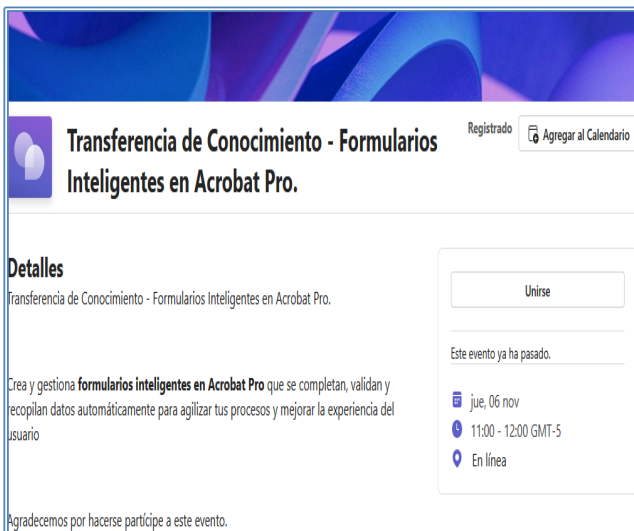 Transferencia de Conocimiento - Formularios
Inteligentes en Acrobat Pro.
Registrado
Agregar al Calendario
Detalles
Transferencia de Conocimiento - Formularios Inteligentes en Acrobat Pro.
Crea y gestiona formularios inteligentes en Acrobat Pro que se completan, validan y
recopilan datos automáticamente para agilizar tus procesos y mejorar la experiencia del
usuario
Agradecemos por hacerse partícipe a este evento.
Unirse
Este evento ya ha pasado.
jue, 06 nov
11:00 - 12:00 GMT-5
En línea